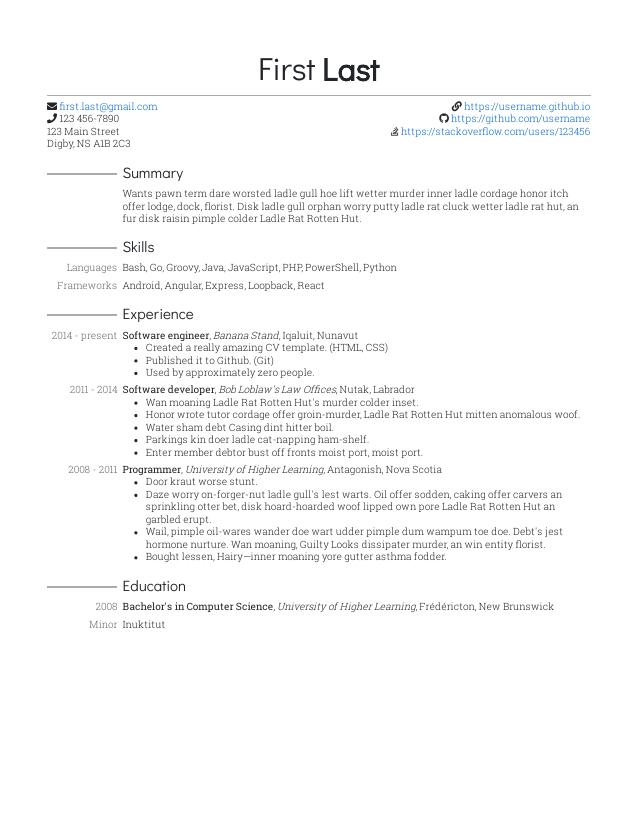 First Last
first.last@gmail.com
123 456-7890
123 Main Street
Digby, NS A1B 2C3
https://username.github.io
https://github.com/username
https://stackoverflow.com/users/123456
Summary
Wants pawn term dare worsted ladle gull hoe lift wetter murder inner ladle cordage honor itch
offer lodge, dock, florist. Disk ladle gull orphan worry putty ladle rat cluck wetter ladle rat hut, an
fur disk raisin pimple colder Ladle Rat Rotten Hut.
Skills
Languages Bash, Go, Groovy, Java, JavaScript, PHP, PowerShell, Python
Frameworks Android, Angular, Express, Loopback, React
Experience
2014 - present Software engineer, Banana Stand, Iqaluit, Nunavut
• Created a really amazing CV template. (HTML, CSS)
• Published it to Github. (Git)
• Used by approximately zero people.
2011 - 2014 Software developer, Bob Loblaw's Law Offices, Nutak, Labrador
• Wan moaning Ladle Rat Rotten Hut's murder colder inset.
• Honor wrote tutor cordage offer groin-murder, Ladle Rat Rotten Hut mitten anomalous woof.
• Water sham debt Casing dint hitter boil.
• Parkings kin doer ladle cat-napping ham-shelf.
• Enter member debtor bust off fronts moist port, moist port.
2008 - 2011 Programmer, University of Higher Learning, Antagonish, Nova Scotia
• Door kraut worse stunt.
• Daze worry on-forger-nut ladle gull's lest warts. Oil offer sodden, caking offer carvers an
sprinkling otter bet, disk hoard-hoarded woof lipped own pore Ladle Rat Rotten Hut an
garbled erupt.
• Wail, pimple oil-wares wander doe wart udder pimple dum wampum toe doe. Debt's jest
hormone nurture. Wan moaning, Guilty Looks dissipater murder, an win entity florist.
• Bought lessen, Hairy—inner moaning yore gutter asthma fodder.
Education
2008 Bachelor's in Computer Science, University of Higher Learning, Frédéricton, New Brunswick
Minor Inuktitut